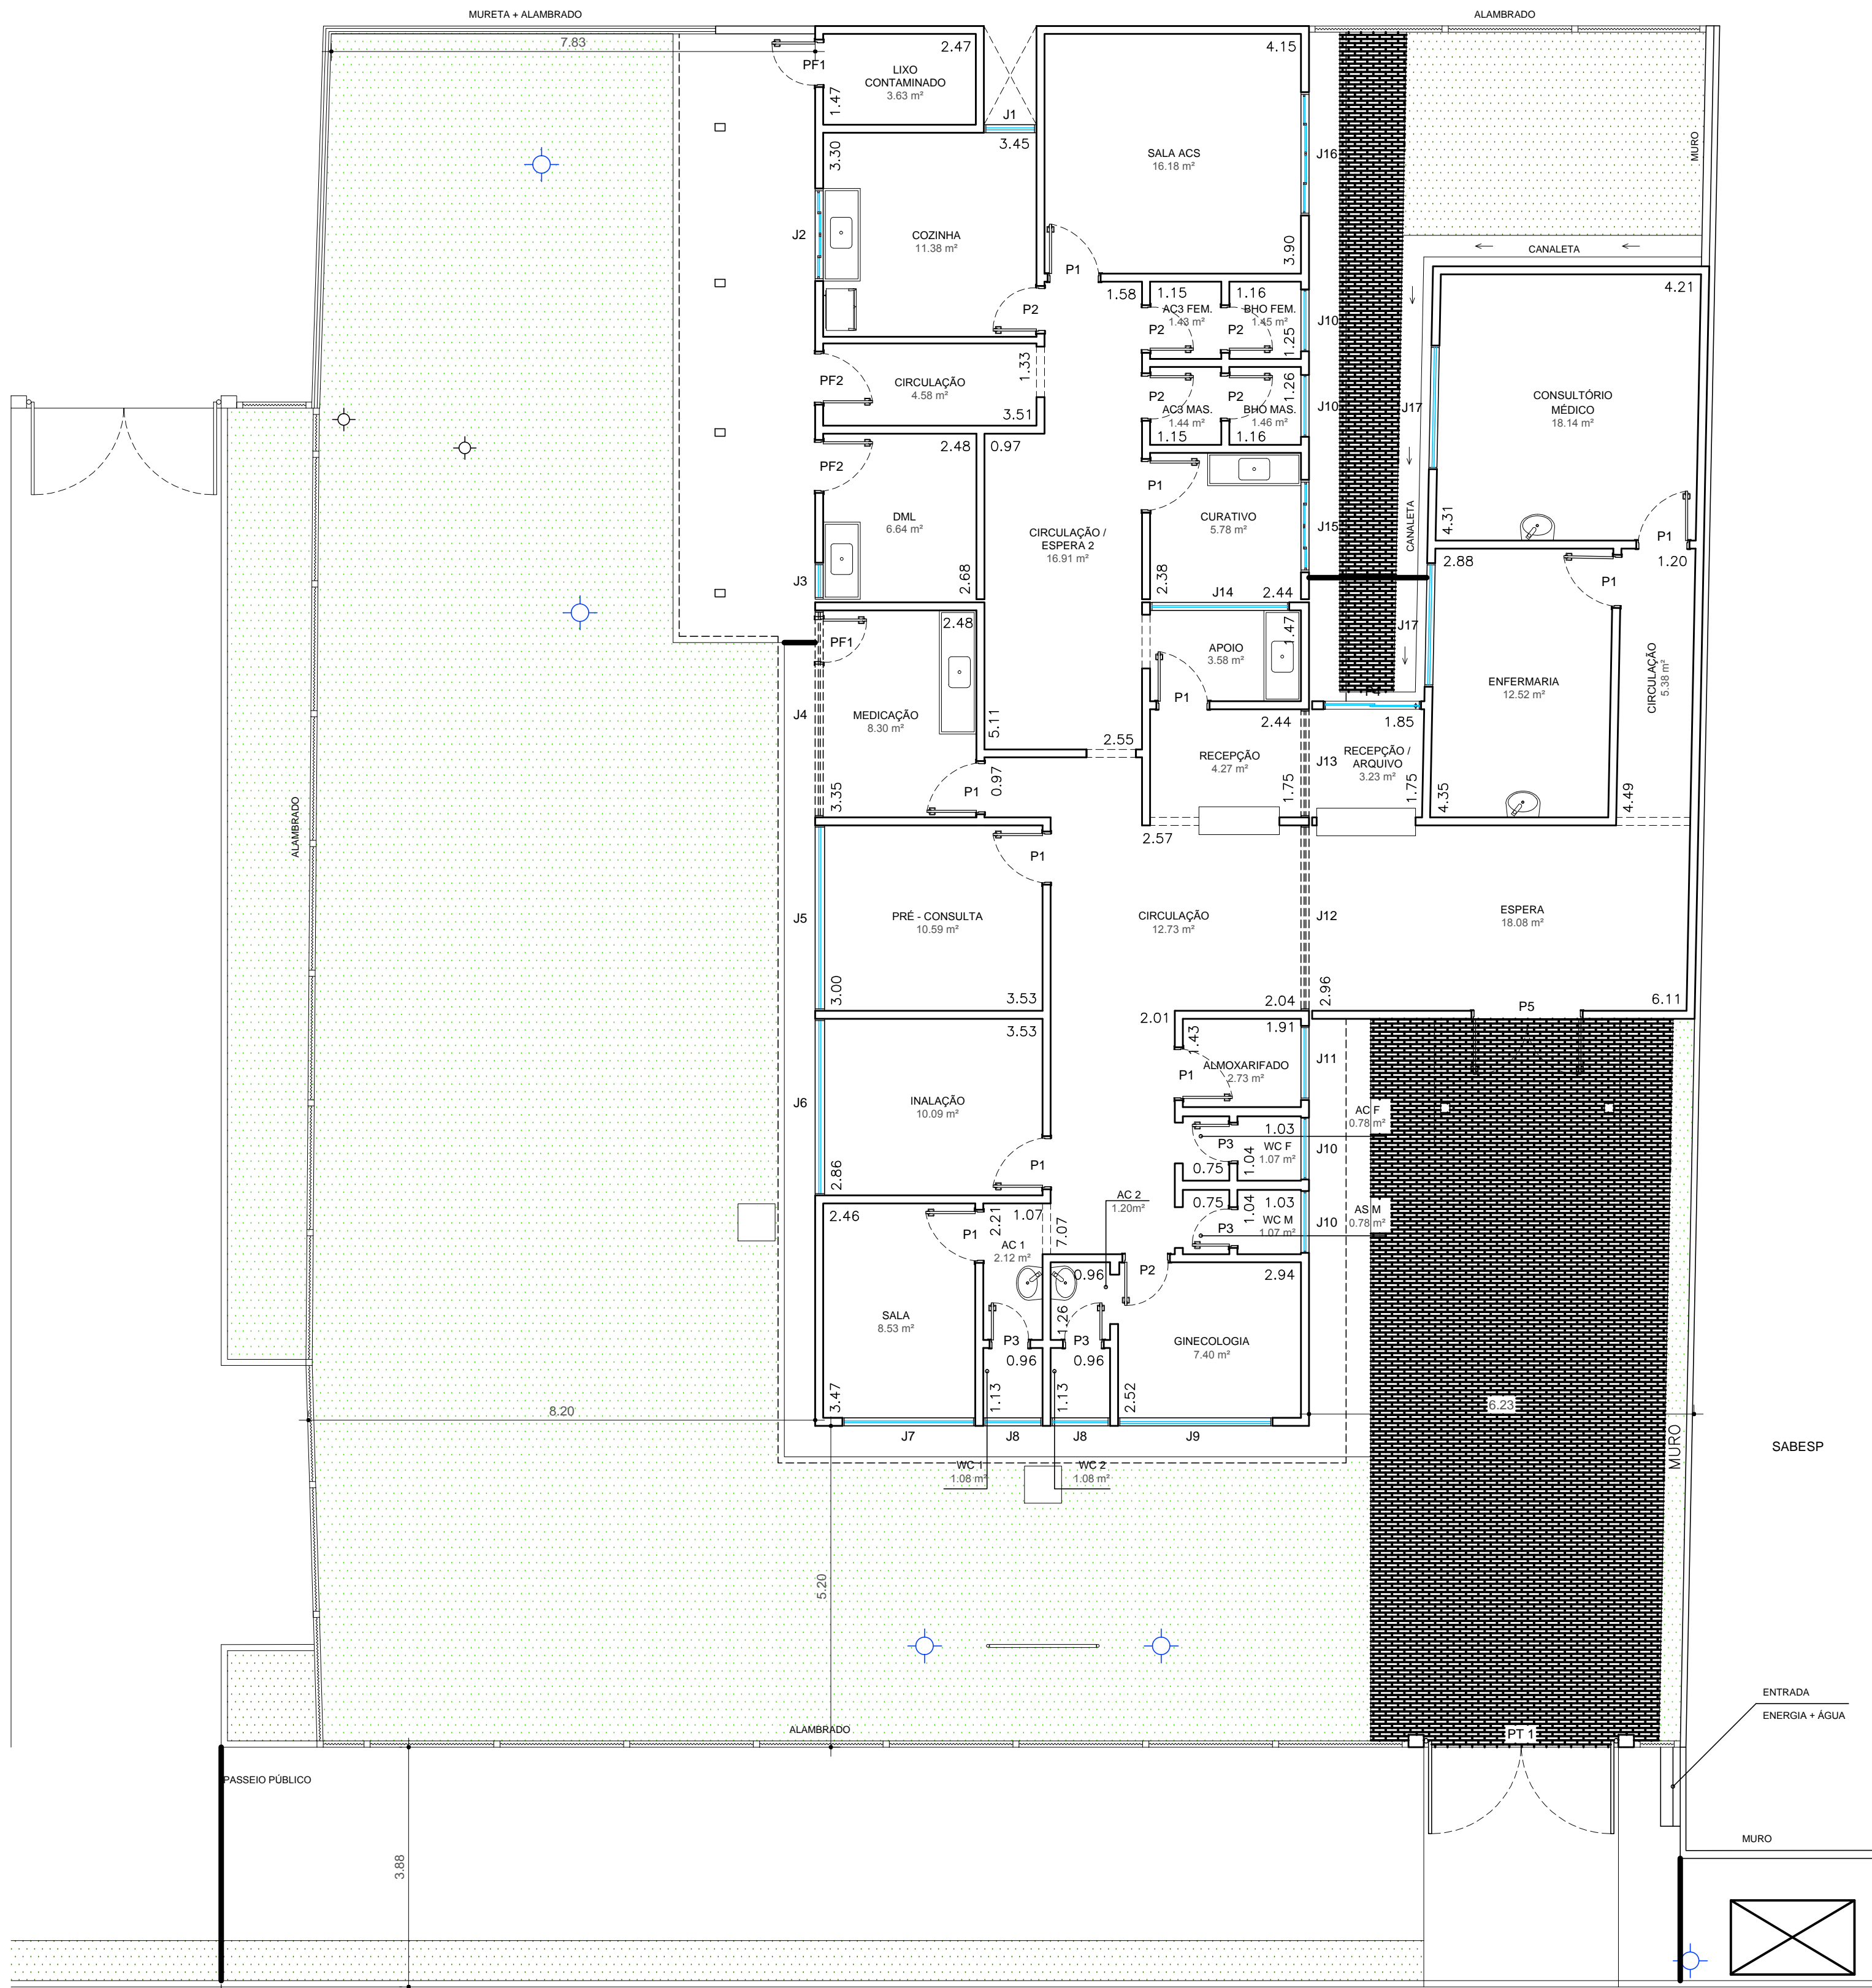 MURETA + ALAMBRADO
ALAMBRADO
7.83
PF1
2.47
LIXO
CONTAMINADO
3.63 m²
1.47
J1
4.15
SALA ACS
16.18 m²
3.90
J16
MURO
3.30
3.45
J2
COZINHA
11.38 m²
P2
P1
CANALETA
1.58
1.15
AC3 FEM.
1.43 m²
P2
1.16
BHO FEM.
1.45 m²
P2
1.25
J10
4.21
CONSULTÓRIO
MÉDICO
18.14 m²
4.31
P1
J17
CANALETA
PF2
CIRCULAÇÃO
4.58 m²
1.33
3.51
P2
AC3 MAS.
1.44 m²
1.15
P2
BHO MAS.
1.46 m²
1.16
1.26
J10
PF2
2.48
DML
6.64 m²
2.68
J3
0.97
CIRCULAÇÃO /
ESPERA 2
16.91 m²
5.11
2.55
P1
CURATIVO
5.78 m²
2.38
2.44
J15
J14
2.88
P1
1.20
J17
ENFERMARIA
12.52 m²
4.35
CIRCULAÇÃO
5.38 m²
4.49
PF1
2.48
J4
MEDICAÇÃO
8.30 m²
3.35
P1
0.97
APOIO
3.58 m²
1.47
P1
2.44
RECEPÇÃO
4.27 m²
1.75
2.57
J13
P4
1.85
RECEPÇÃO /
ARQUIVO
3.23 m²
1.75
ALAMBRADO
J5
PRÉ - CONSULTA
10.59 m²
3.00
3.53
P1
CIRCULAÇÃO
12.73 m²
2.04
J12
ESPERA
18.08 m²
2.96
6.11
P5
J6
3.53
INALAÇÃO
10.09 m²
2.86
P1
2.01
1.91
1.43
ALMOXARIFADO
2.73 m²
P1
J11
AC F
0.78 m²
1.03
WC F
1.07 m²
P3
0.75
1.04
J10
AC 2
1.20m²
0.75
1.03
1.04
WC M
1.07 m²
P3
J10
AS M
0.78 m²
2.46
SALA
8.53 m²
3.47
P1
2.21
1.07
AC 1
2.12 m²
7.07
0.96
1.26
P2
2.94
GINECOLOGIA
7.40 m²
2.52
P3
0.96
1.13
P3
0.96
1.13
8.20
J7
J8
J8
J9
6.23
MURO
SABESP
WC 1
1.08 m²
WC 2
1.08 m²
5.20
ENTRADA
ENERGIA + ÁGUA
ALAMBRADO
PT 1
PASSEIO PÚBLICO
MURO
3.88